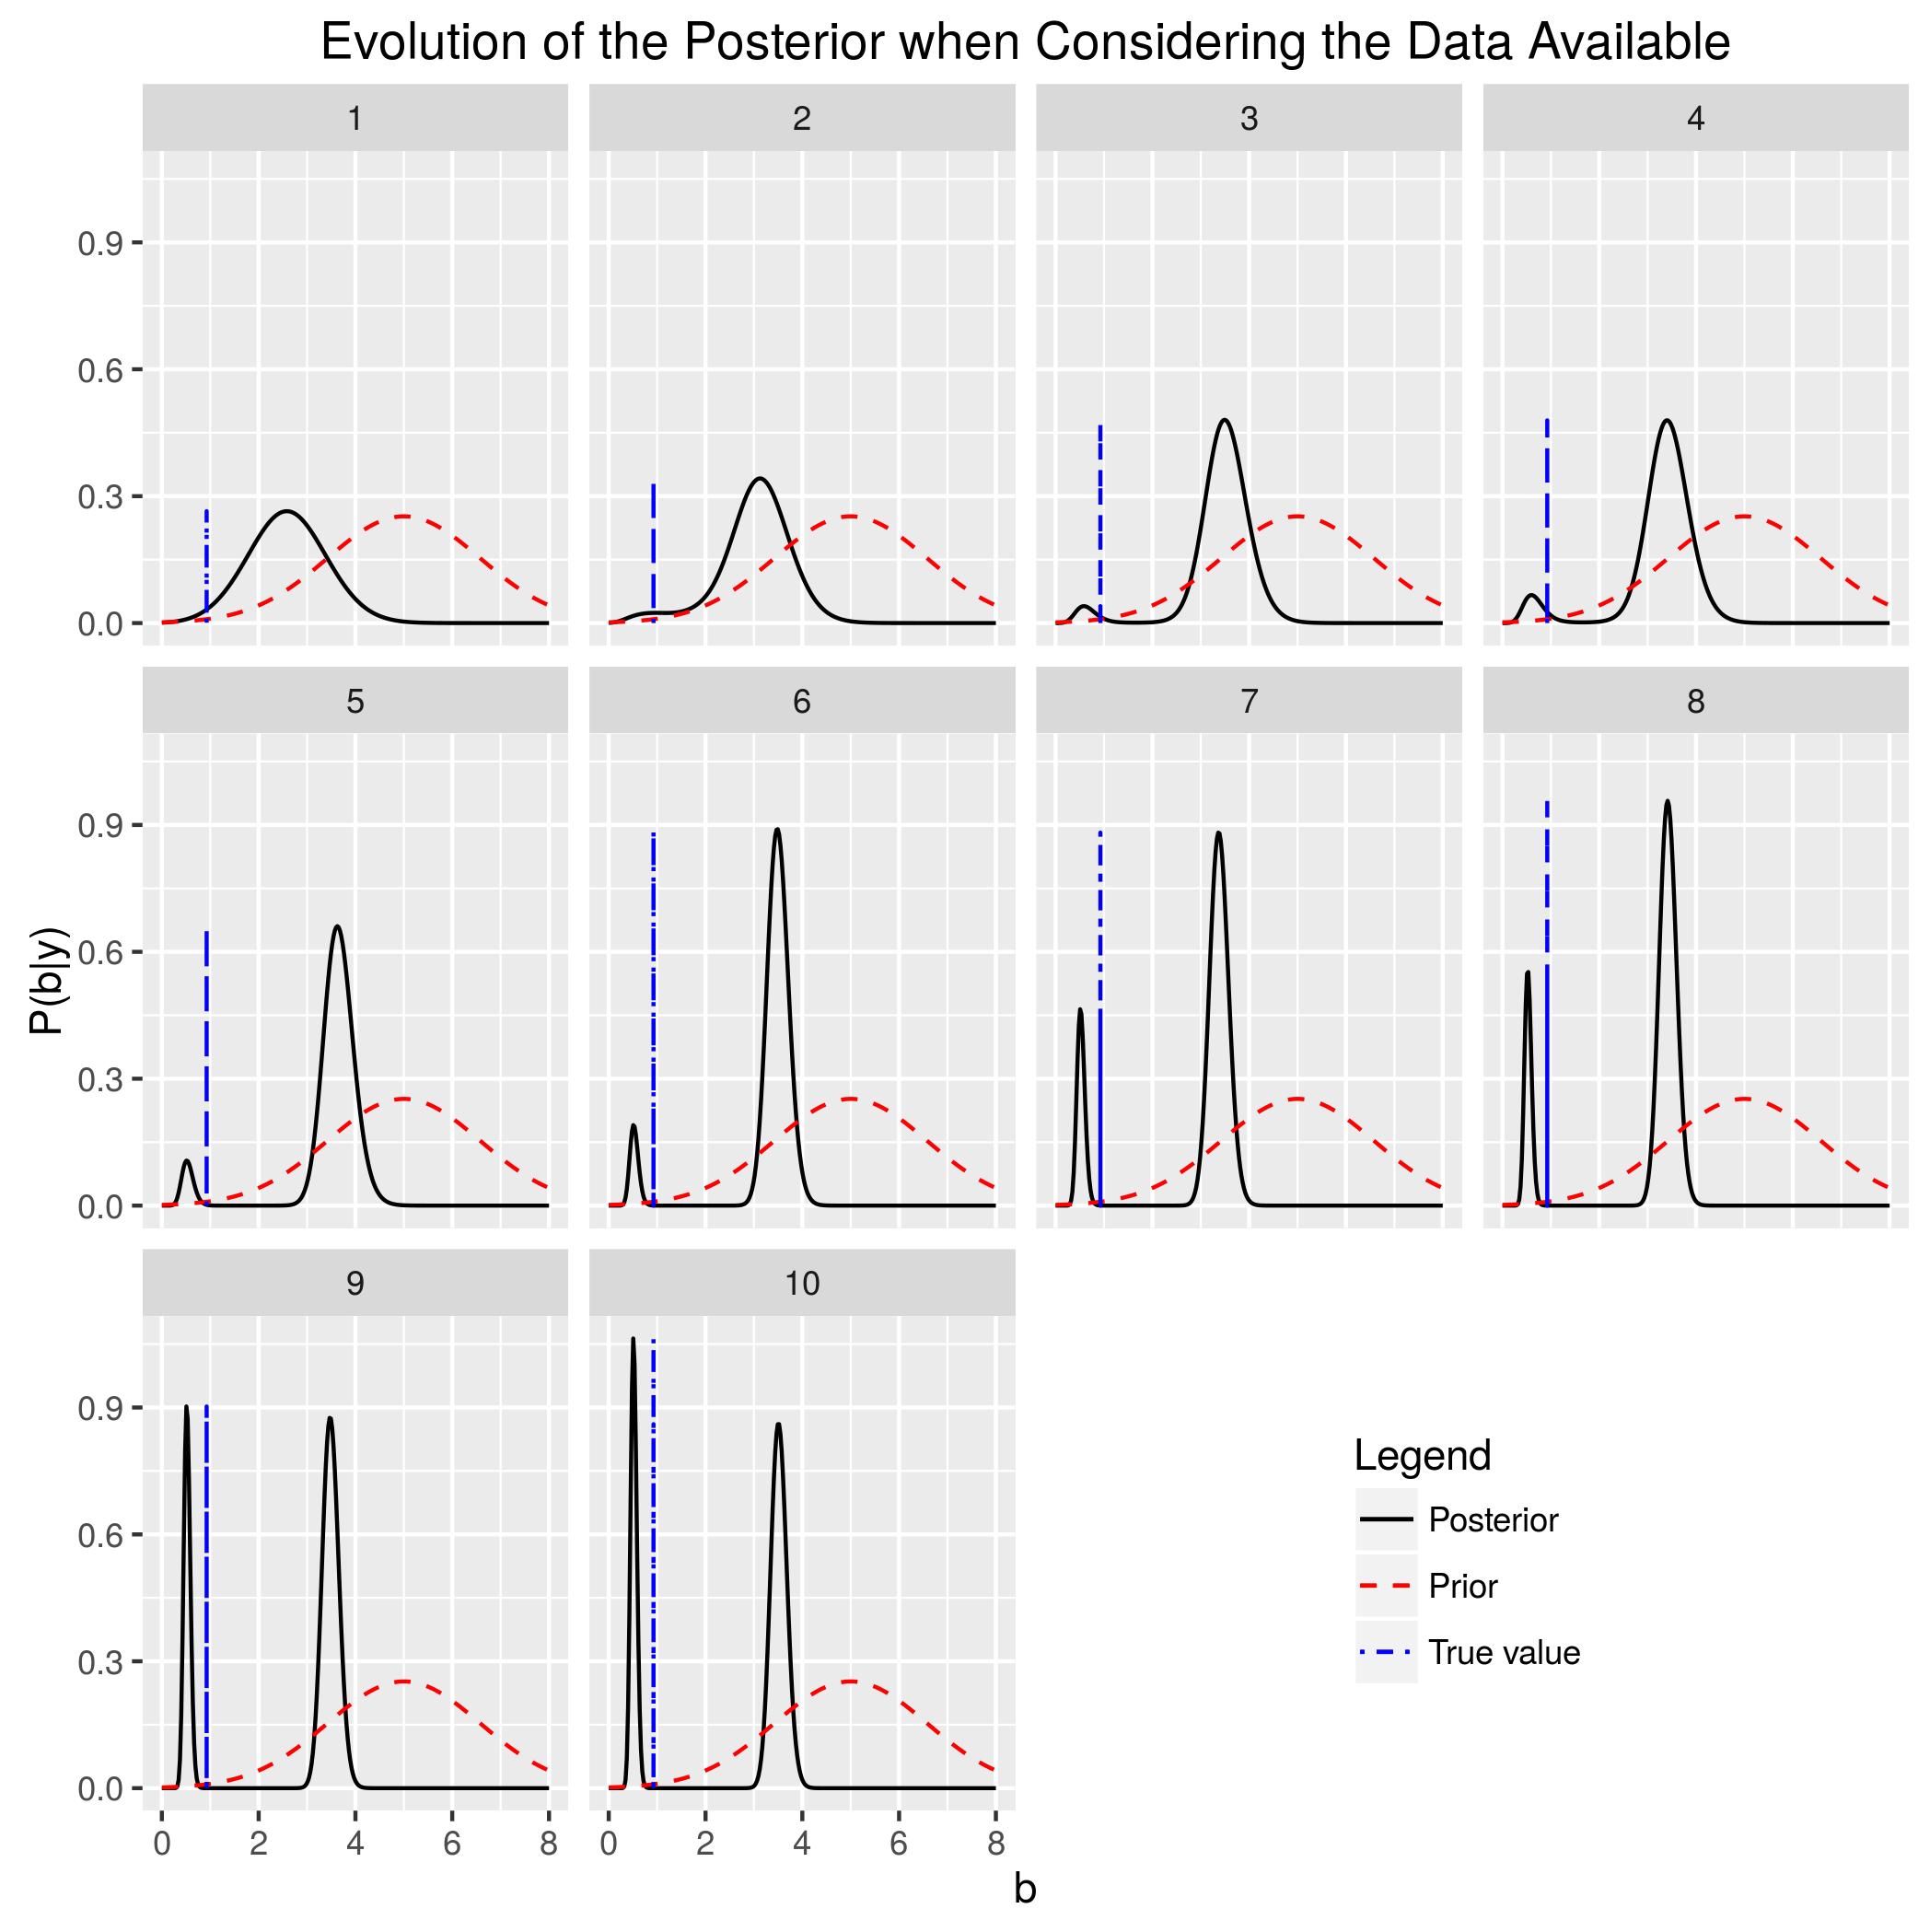 Evolution of the Posterior when Considering the Data Available
1 2 3 4
0.9
0.6
0.3
0.0
5 6 7 8
0.9
0.6
0.3
0.0
P(b|y)
9 10
0.9
0.6
0.3
0.0
0 2 4 6 8 0 2 4 6 8
b
Legend
Posterior
Prior
True value